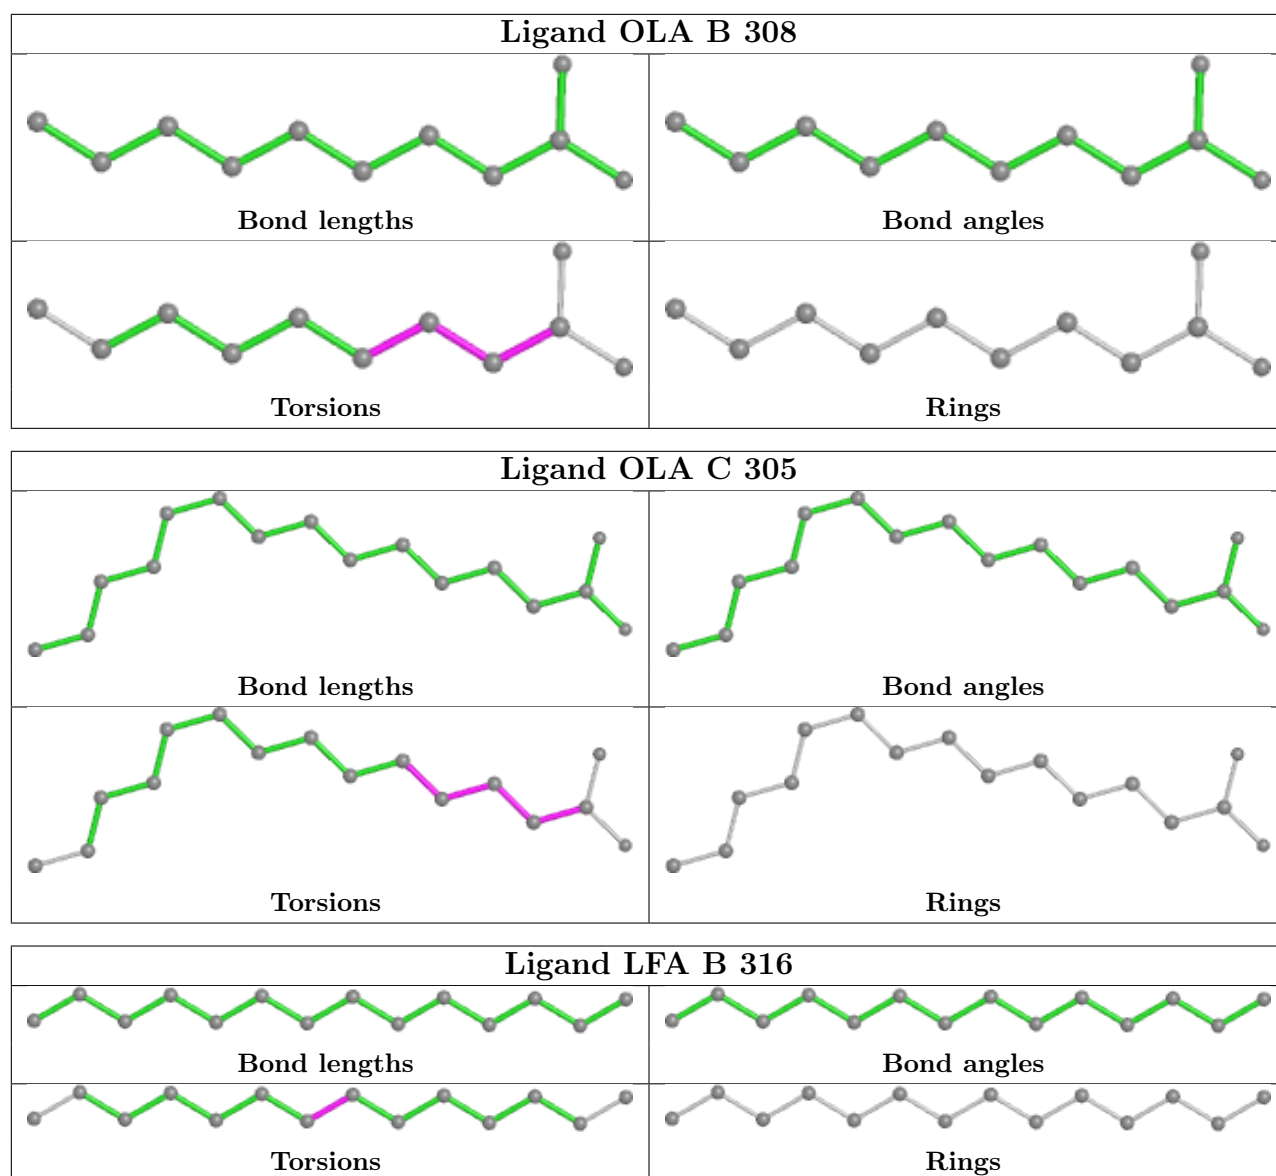 Ligand OLA B 308
Bond lengths
Bond angles
Torsions
Rings
Ligand OLA C 305
Bond lengths
Bond angles
Torsions
Rings
Ligand LFA B 316
Bond lengths
Bond angles
Torsions
Rings